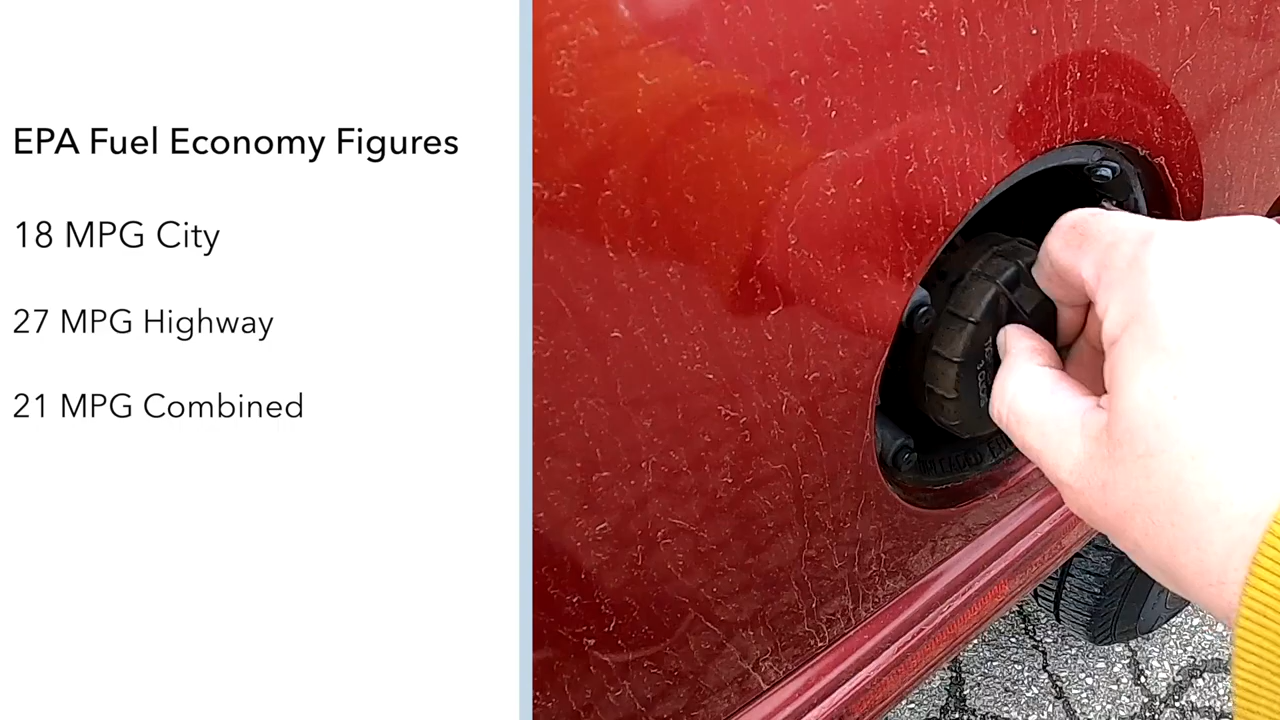 EPA Fuel Economy Figures
18 MPG City
27 MPG Highway
21 MPG Combined